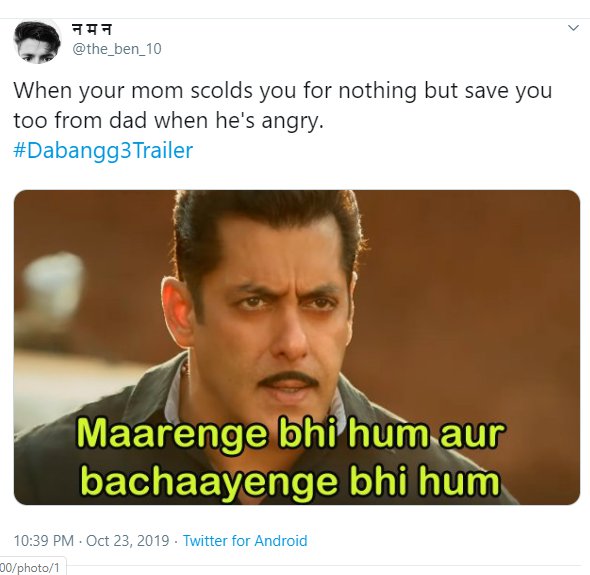 न म न
@the_ben_10
When your mom scolds you for nothing but save you
too from dad when he's angry.
#Dabangg3Trailer
Maarenge bhi hum aur
bachaayenge bhi hum
10:39 PM · Oct 23, 2019 · Twitter for Android
00/photo/1